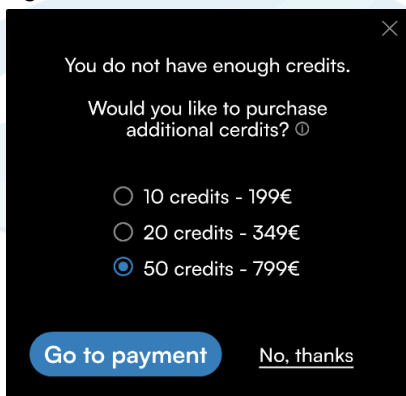 You do not have enough credits.
Would you like to purchase
additional cerdits?
10 credits - 199€
20 credits - 349€
50 credits - 799€
Go to payment
No, thanks